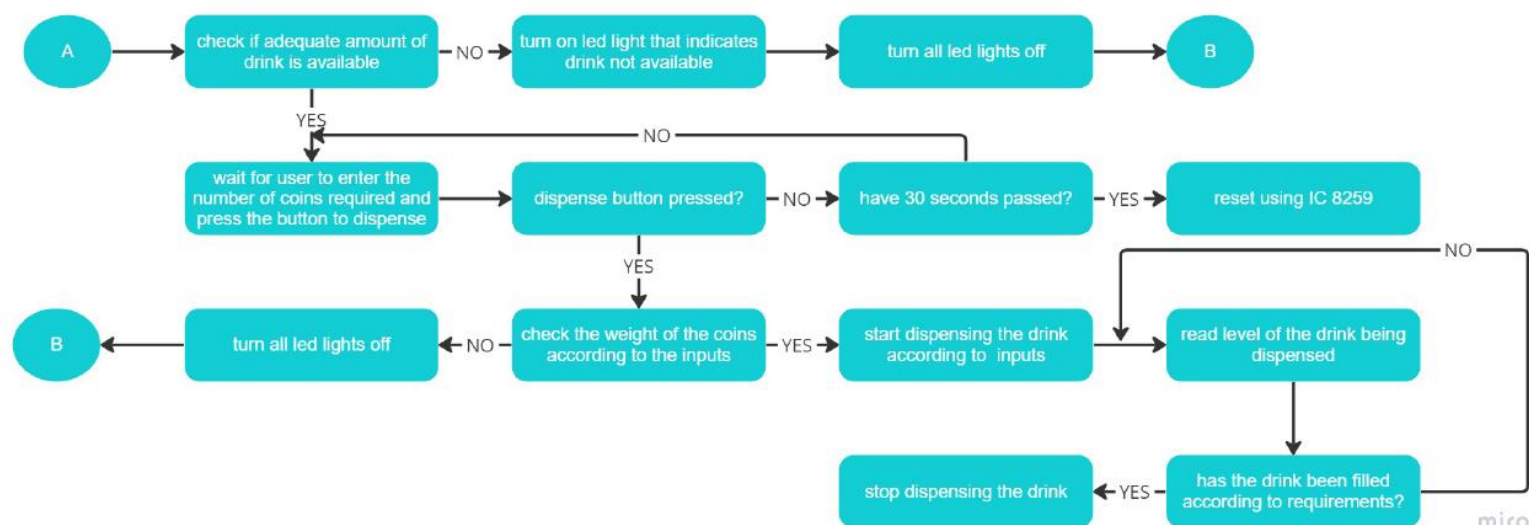 A
check if adequate amount of
drink is available
NO
turn on led light that indicates
drink not available
turn all led lights off
B
YES
NO
wait for user to enter the
number of coins required and
press the button to dispense
dispense button pressed?
NO
have 30 seconds passed?
YES
reset using IC 8259
YES
NO
B
turn all led lights off
NO
check the weight of the coins
according to the inputs
YES
start dispensing the drink
according to inputs
read level of the drink being
dispensed
stop dispensing the drink
YES
has the drink been filled
according to requirements?
miro